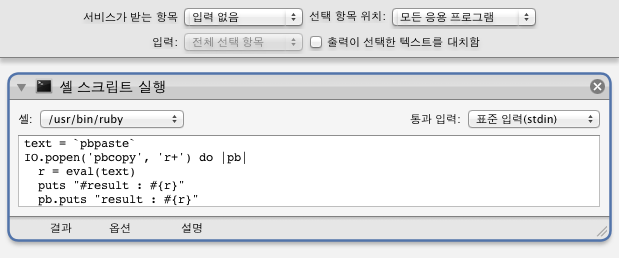 서비스가 받는 항목 입력 없음 선택 항목 위치: 모든 응용 프로그램
입력: 전체 선택 항목 출력이 선택한 텍스트를 대치함
셸 스크립트 실행
셸: /usr/bin/ruby 통과 입력: 표준 입력(stdin)
text = `pbpaste`
IO.popen('pbcopy', 'r+') do |pb|
  r = eval(text)
  puts "#result : #{r}"
  pb.puts "result : #{r}"
결과 옵션 설명